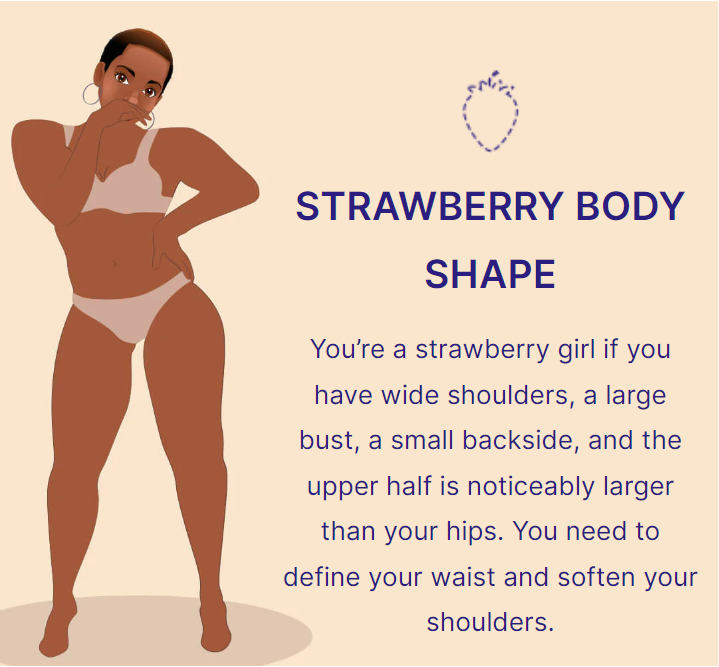 STRAWBERRY BODY
SHAPE
You’re a strawberry girl if you
have wide shoulders, a large
bust, a small backside, and the
upper half is noticeably larger
than your hips. You need to
define your waist and soften your
shoulders.